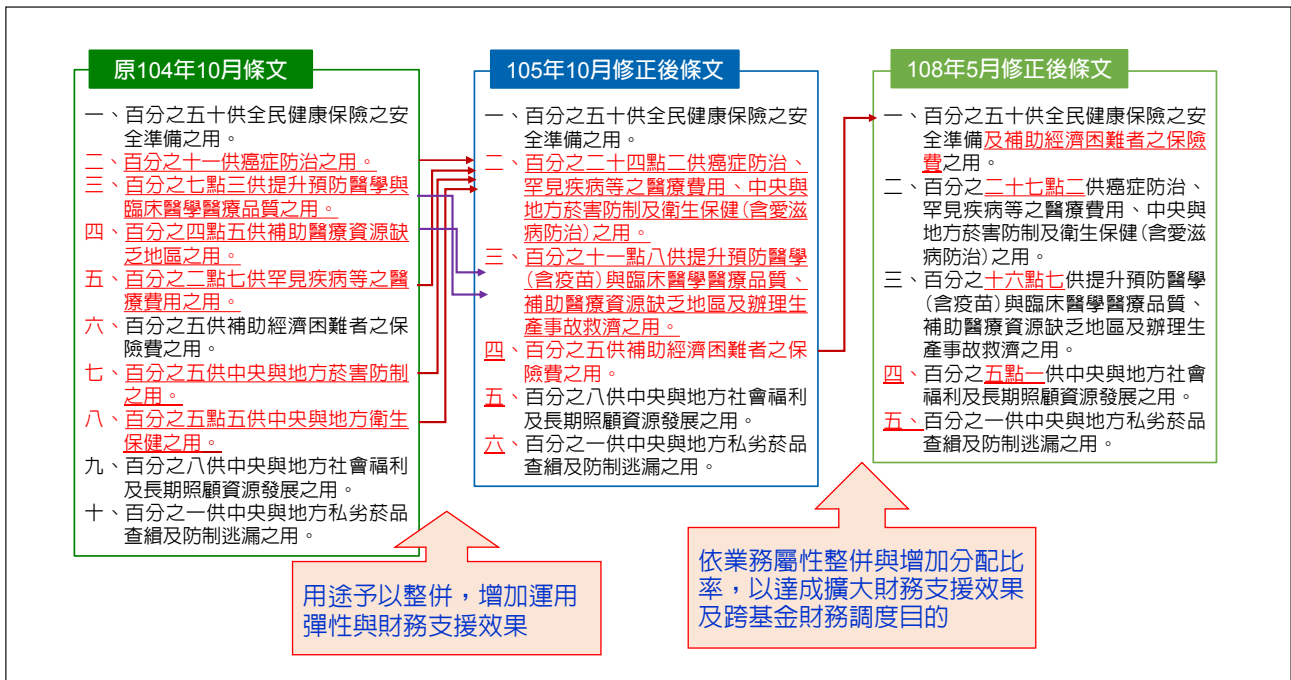 原104年10月條文
一、百分之五十供全民健康保險之安
全準備之用。
二、百分之十一供癌症防治之用。
三、百分之七點三供提升預防醫學與
臨床醫學醫療品質之用。
四、百分之四點五供補助醫療資源缺
乏地區之用。
五、百分之二點七供罕見疾病等之醫
療費用之用。
六、百分之五供補助經濟困難者之保
險費之用。
七、百分之五供中央與地方菸害防制
之用。
八、百分之五點五供中央與地方衛生
保健之用。
九、百分之八供中央與地方社會福利
及長期照顧資源發展之用。
十、百分之一供中央與地方私劣菸品
查緝及防制逃漏之用。
用途予以整併，增加運用
彈性與財務支援效果
105年10月修正後條文
一、百分之五十供全民健康保險之安
全準備之用。
二、百分之二十四點二供癌症防治、
罕見疾病等之醫療費用、中央與
地方菸害防制及衛生保健(含愛滋
病防治)之用。
三、百分之十一點八供提升預防醫學
(含疫苗)與臨床醫學醫療品質、
補助醫療資源缺乏地區及辦理生
產事故救濟之用。
四、百分之五供補助經濟困難者之保
險費之用。
五、百分之八供中央與地方社會福利
及長期照顧資源發展之用。
六、百分之一供中央與地方私劣菸品
查緝及防制逃漏之用。
108年5月修正後條文
一、百分之五十供全民健康保險之安
全準備及補助經濟困難者之保險
費之用。
二、百分之二十七點二供癌症防治、
罕見疾病等之醫療費用、中央與
地方菸害防制及衛生保健(含愛滋
病防治)之用。
三、百分之十六點七供提升預防醫學
(含疫苗)與臨床醫學醫療品質、
補助醫療資源缺乏地區及辦理生
產事故救濟之用。
四、百分之五點一供中央與地方社會
福利及長期照顧資源發展之用。
五、百分之一供中央與地方私劣菸品
查緝及防制逃漏之用
依業務屬性整併與增加分配比
率，以達成擴大財務支援效果
及跨基金財務調度目的